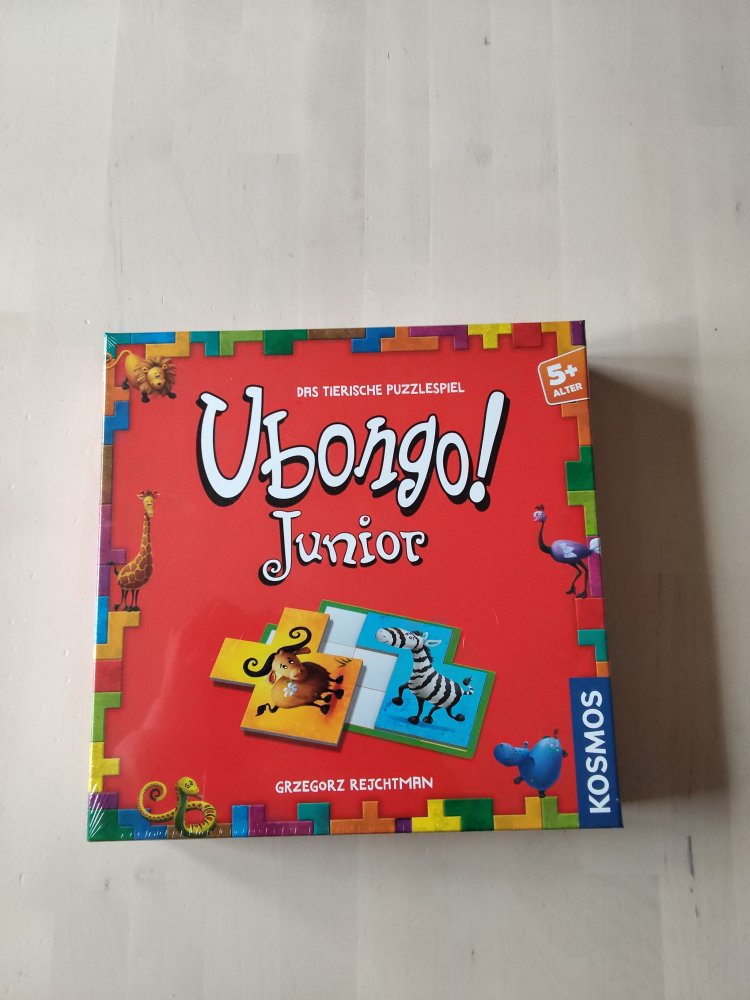 DAS TIERISCHE PUZZLESPIEL
5+
ALTER
Ubongo!
Junior
GRZEGORZ REJCHTMAN
KOSMOS